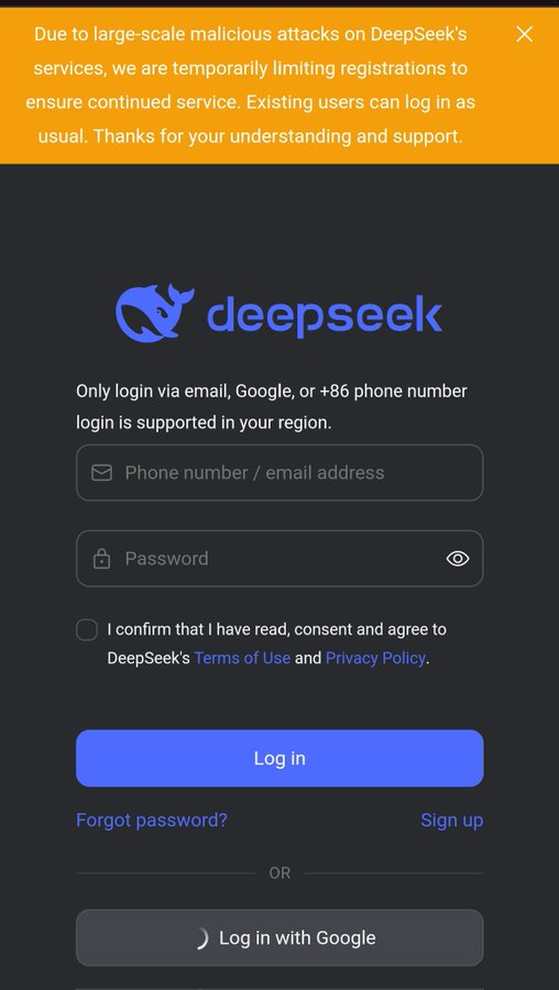 Due to large-scale malicious attacks on DeepSeek's
services, we are temporarily limiting registrations to
ensure continued service. Existing users can log in as
usual. Thanks for your understanding and support.
deepseek
Only login via email, Google, or +86 phone number
login is supported in your region.
Phone number / email address
Password
I confirm that I have read, consent and agree to
DeepSeek's Terms of Use and Privacy Policy.
Log in
Forgot password? Sign up
OR
Log in with Google